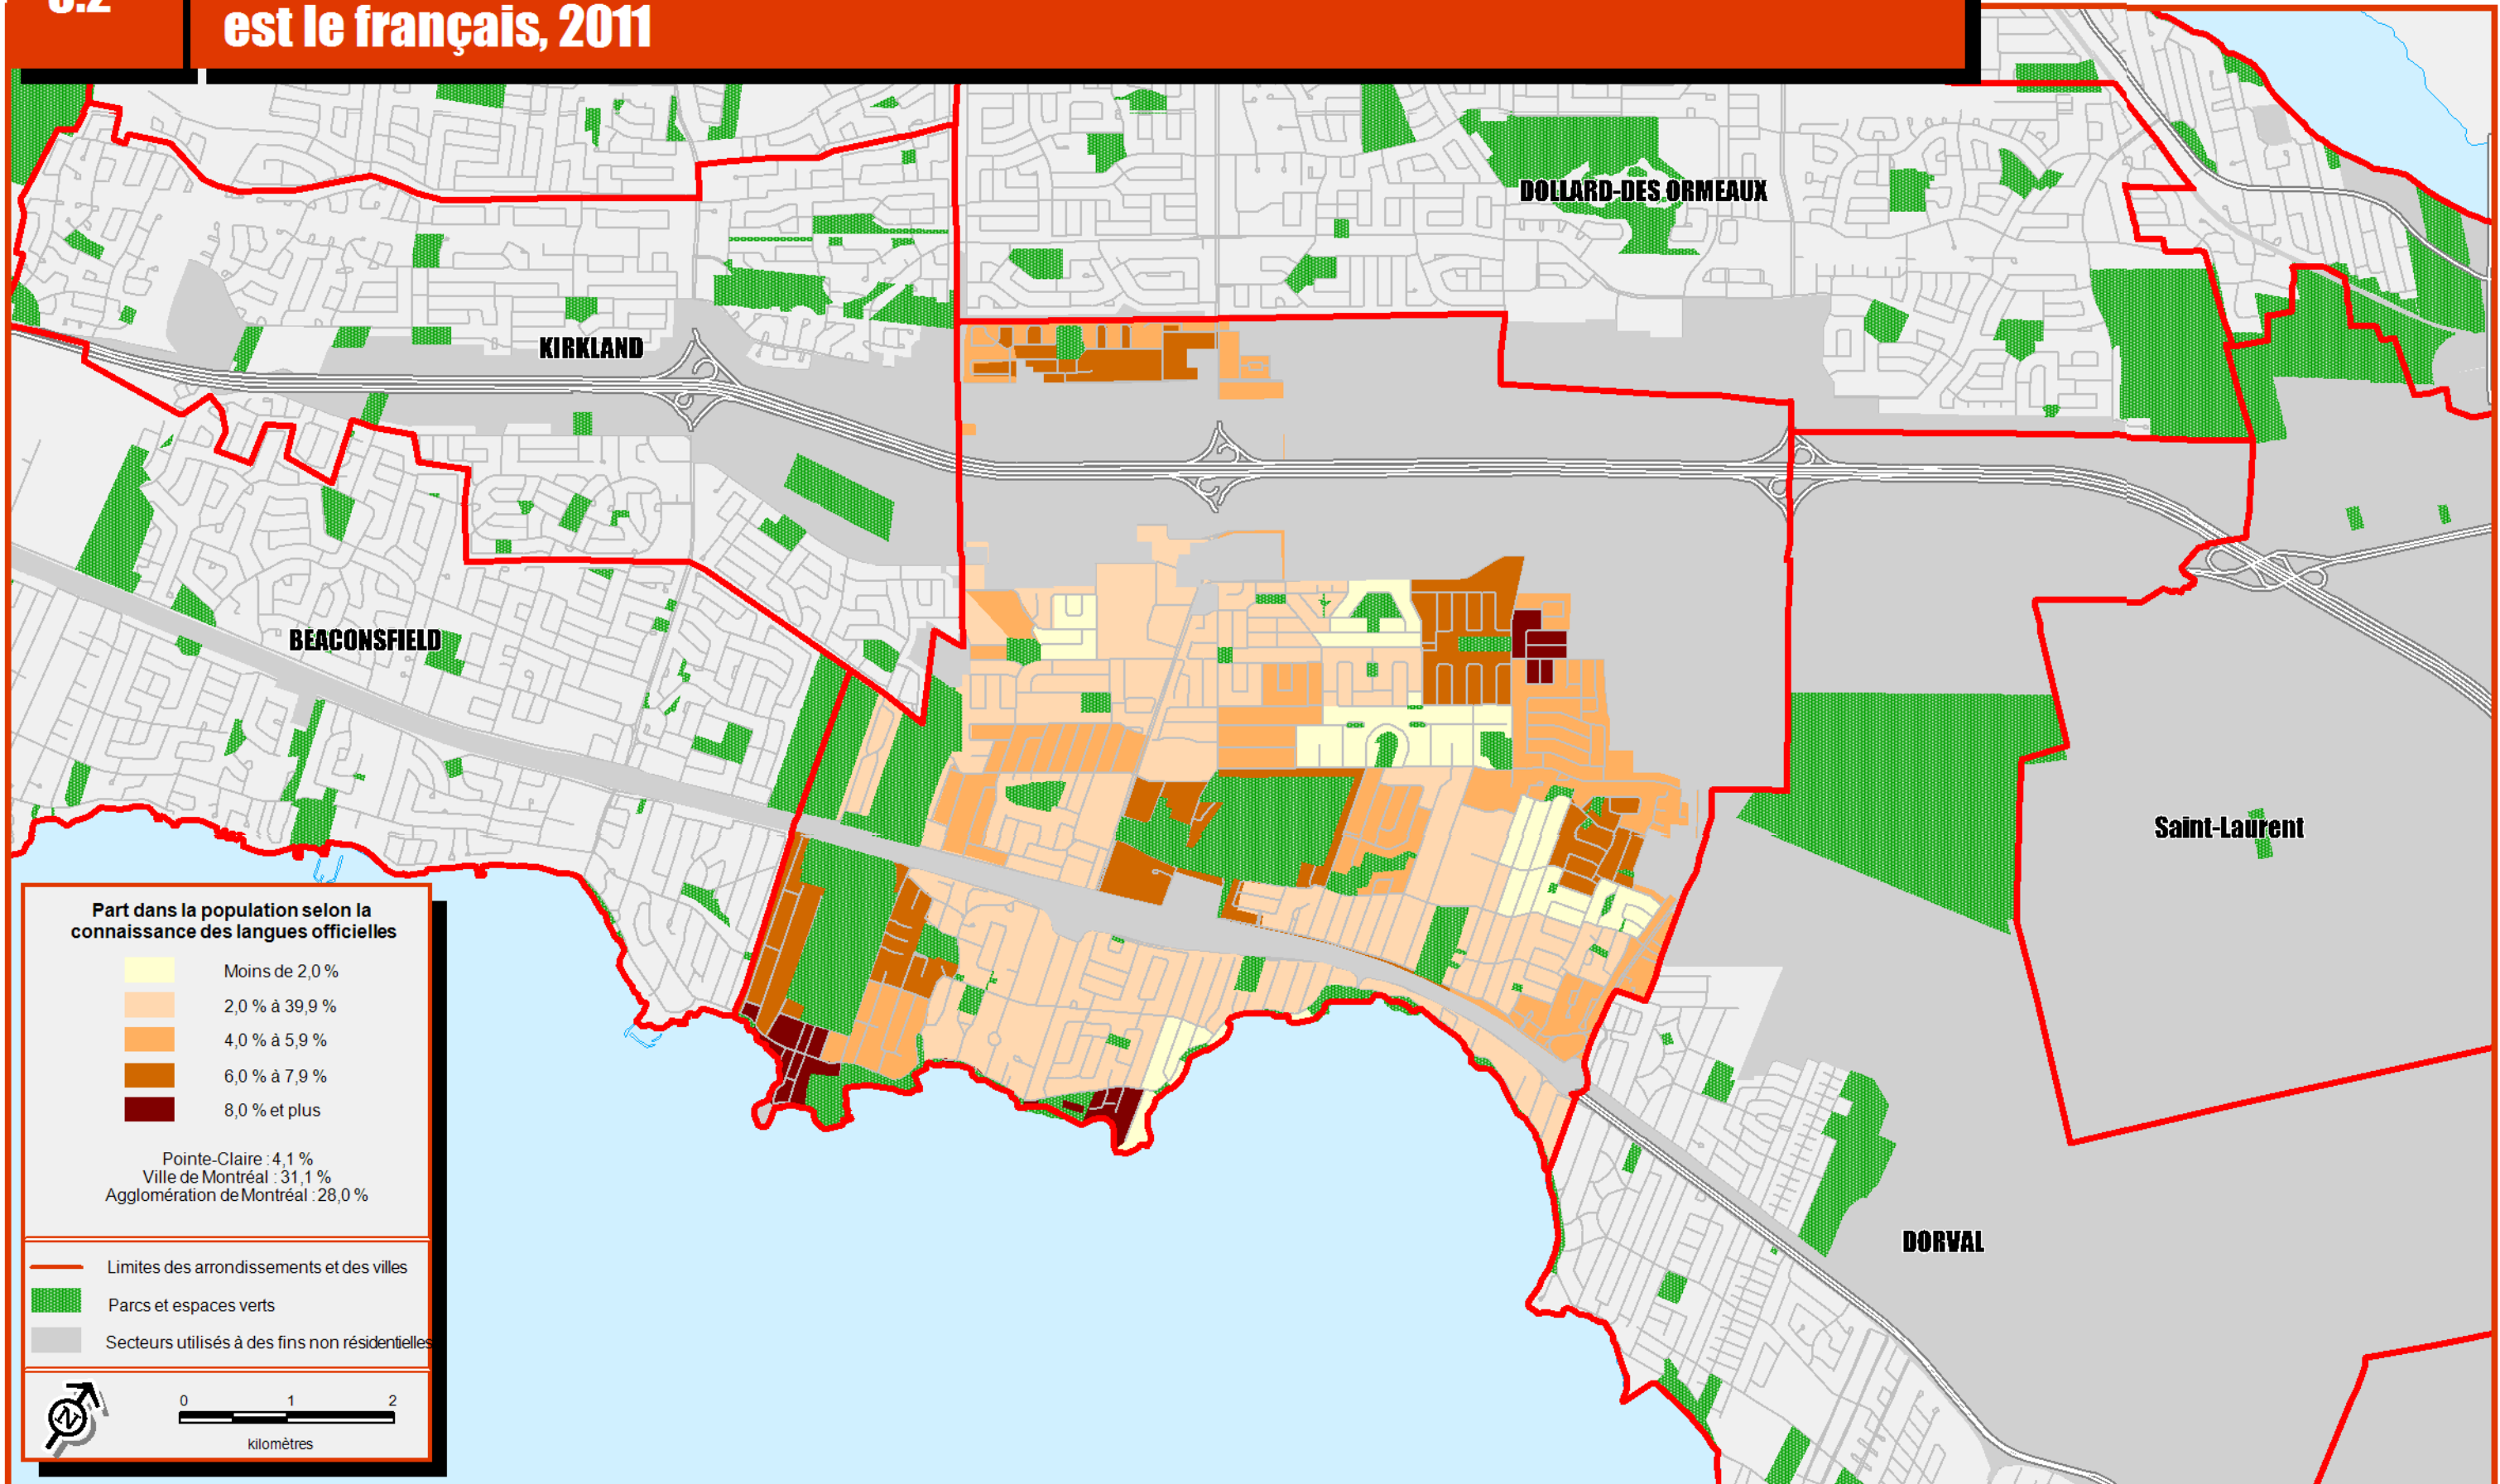 est le français, 2011
DOLLARD-DES ORMEAUX
KIRKLAND
BEACONSFIELD
Saint-Laurent
DORVAL
Part dans la population selon la
connaissance des langues officielles
Moins de 2,0 %
2,0 % à 39,9 %
4,0 % à 5,9 %
6,0 % à 7,9 %
8,0 % et plus
Pointe-Claire : 4,1 %
Ville de Montréal : 31,1 %
Agglomération de Montréal : 28,0 %
Limites des arrondissements et des villes
Parcs et espaces verts
Secteurs utilisés à des fins non résidentielles
N
0 1 2
kilomètres